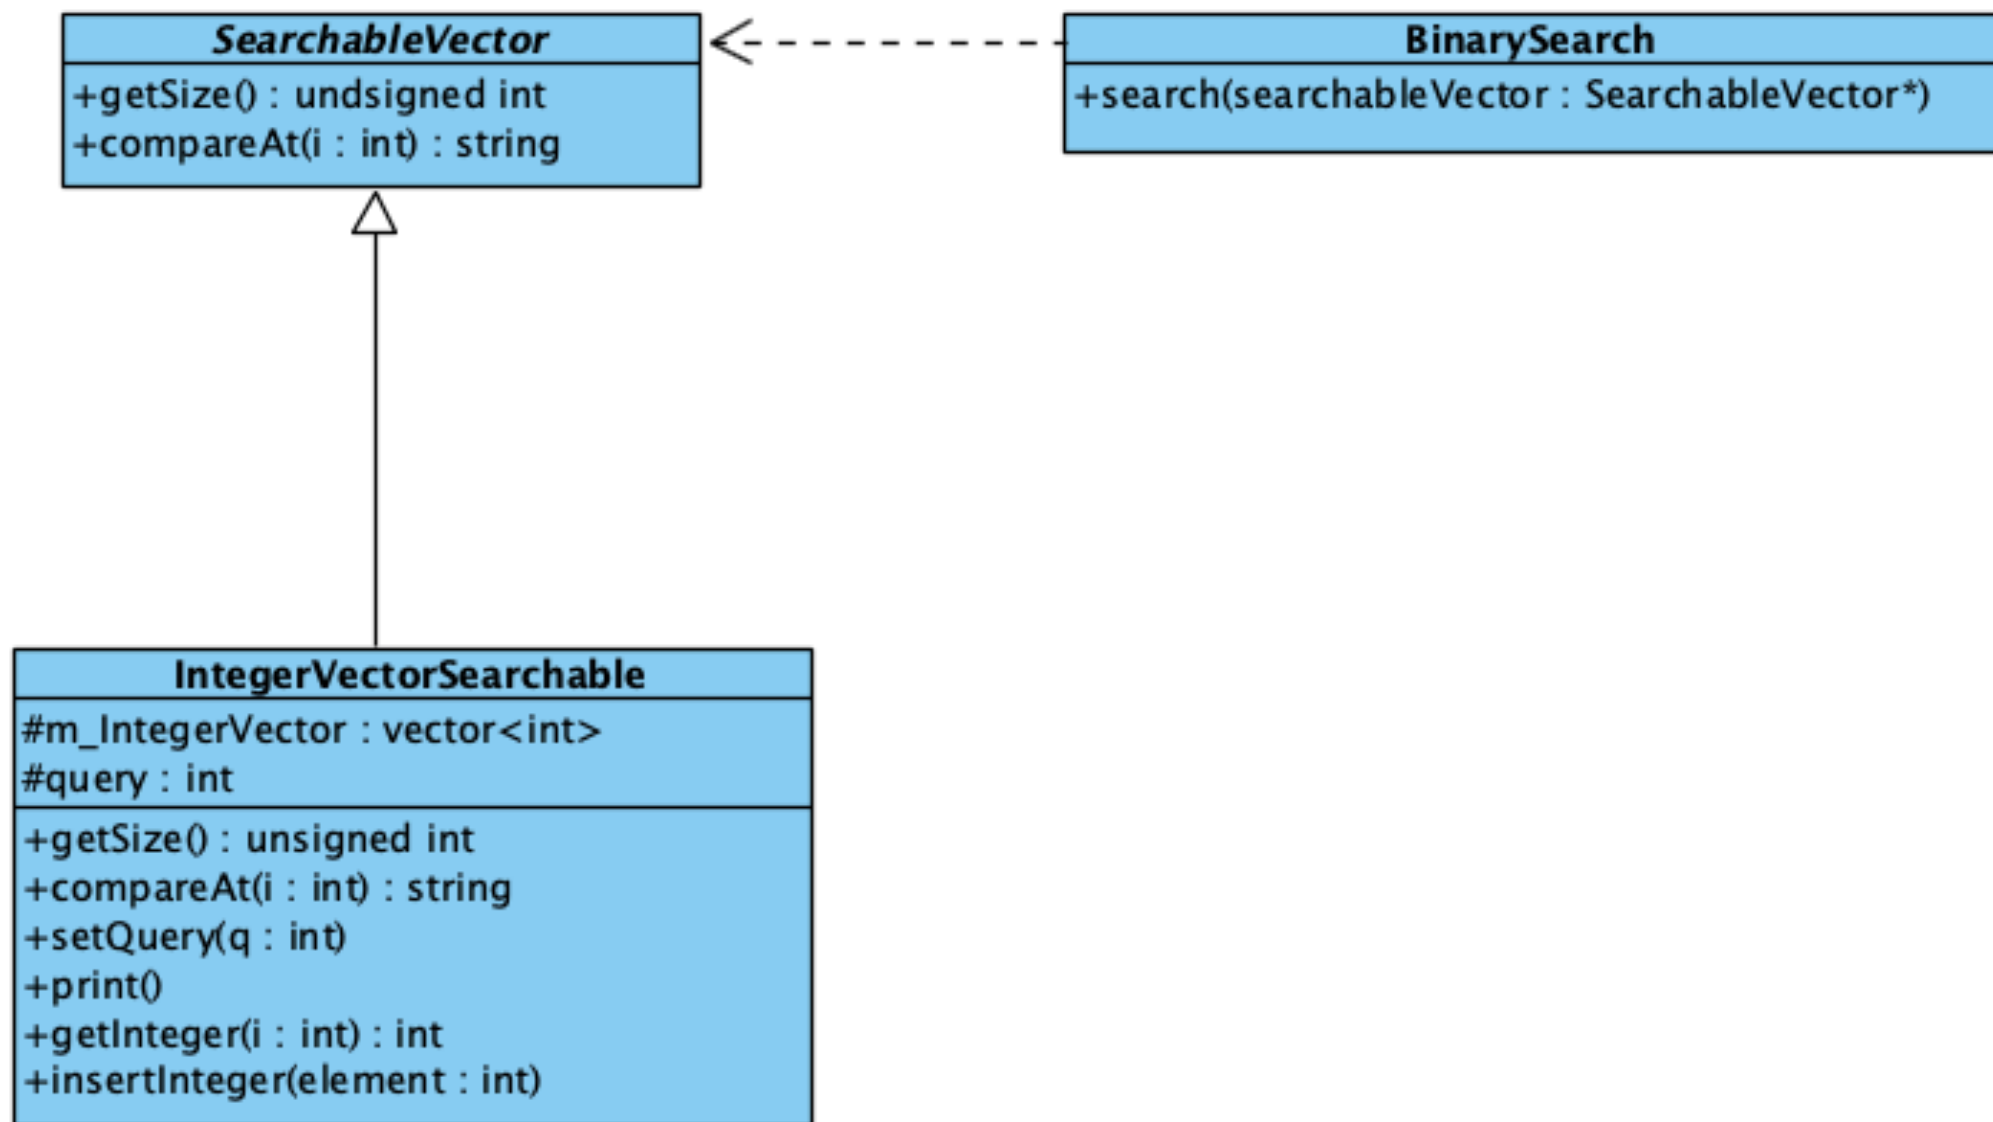 SearchableVector
+getSize() : undsigned int
+compareAt(i : int) : string
BinarySearch
+search(searchableVector : SearchableVector*)
IntegerVectorSearchable
#m_IntegerVector : vector<int>
#query : int
+getSize() : unsigned int
+compareAt(i : int) : string
+setQuery(q : int)
+print()
+getInteger(i : int) : int
+insertInteger(element : int)